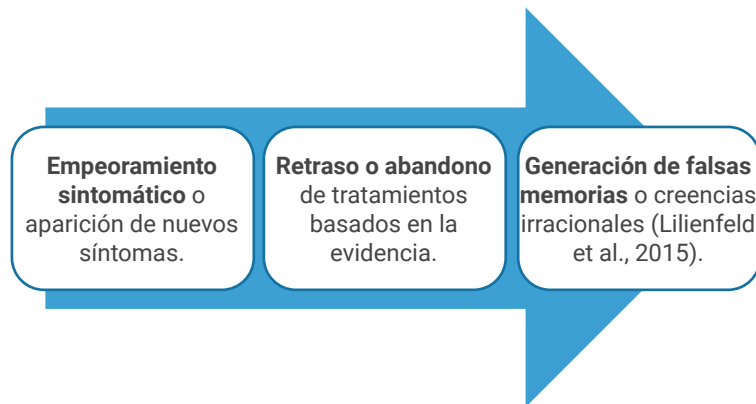 Empeoramiento
sintomático o
aparición de nuevos
síntomas.
Retraso o abandono
de tratamientos
basados en la
evidencia.
Generación de falsas
memorias o creencias
irracionales (Lilienfeld
et al., 2015).